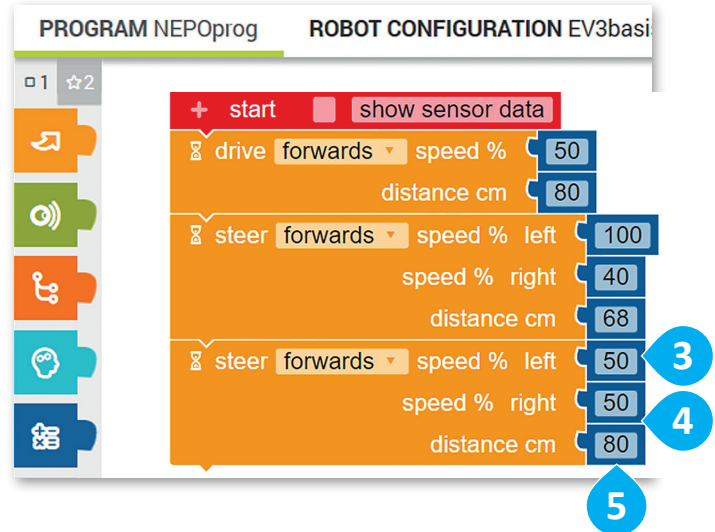 PROGRAM NEPOprog ROBOT CONFIGURATION EV3basi
1 2
+ start show sensor data
drive forwards speed % 50
distance cm 80
steer forwards speed % left 100
speed % right 40
distance cm 68
steer forwards speed % left 50 3
speed % right 50
4
distance cm 80
5